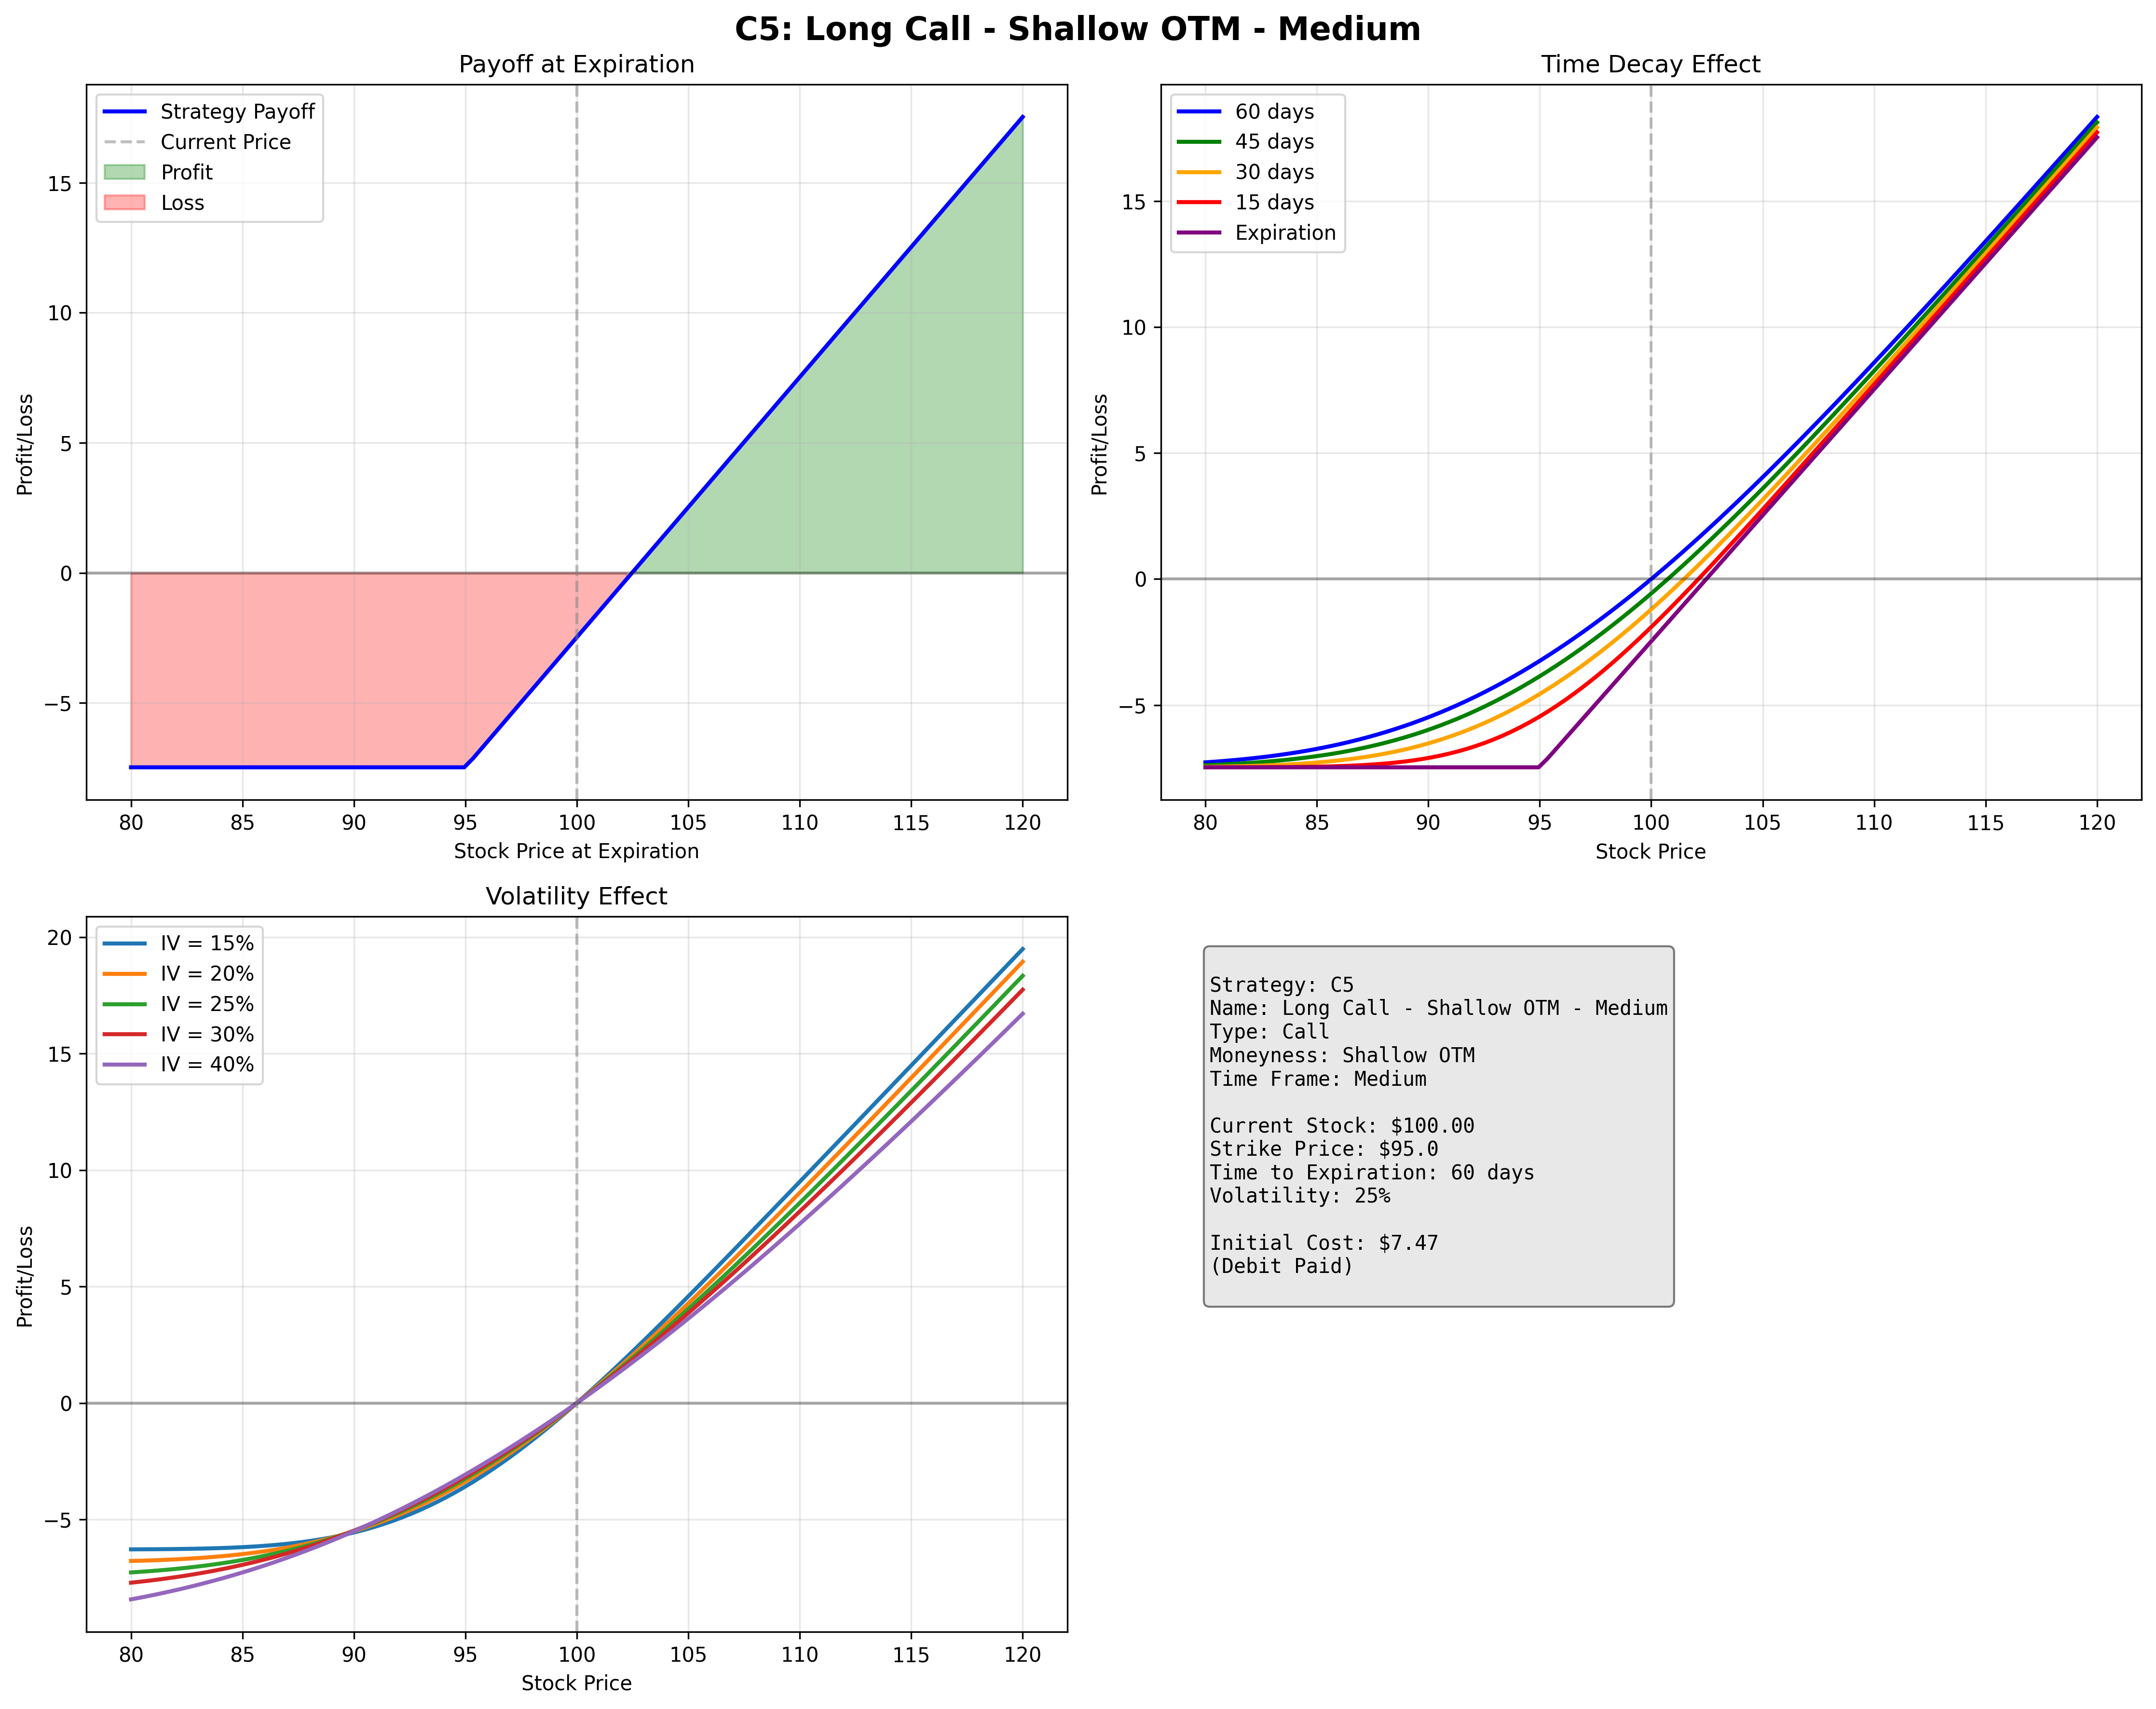 C5: Long Call - Shallow OTM - Medium
Payoff at Expiration
Strategy Payoff
Current Price
Profit
Loss
15
10
5
0
−5
Profit/Loss
80 85 90 95 100 105 110 115 120
Stock Price at Expiration
Time Decay Effect
60 days
45 days
30 days
15 days
Expiration
15
10
5
0
−5
Profit/Loss
80 85 90 95 100 105 110 115 120
Stock Price
Volatility Effect
IV = 15%
IV = 20%
IV = 25%
IV = 30%
IV = 40%
20
15
10
5
0
−5
Profit/Loss
80 85 90 95 100 105 110 115 120
Stock Price
Strategy: C5
Name: Long Call - Shallow OTM - Medium
Type: Call
Moneyness: Shallow OTM
Time Frame: Medium
Current Stock: $100.00
Strike Price: $95.0
Time to Expiration: 60 days
Volatility: 25%
Initial Cost: $7.47
(Debit Paid)